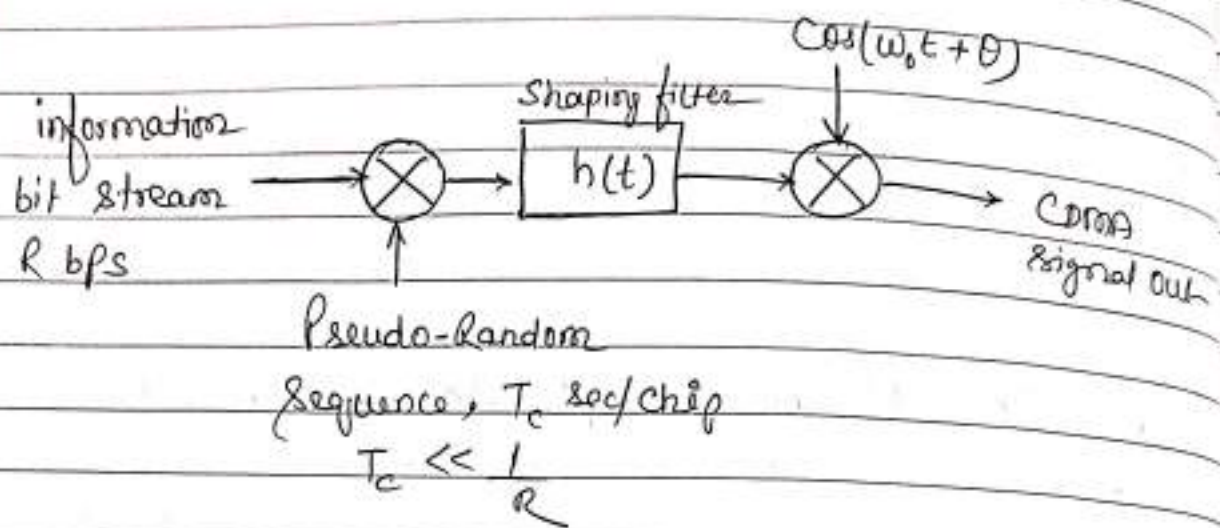 Cos(ω₀t + θ)
Shaping filter
information
bit stream
R bps
h(t)
CDMA
signal out
Pseudo-Random
Sequence, Tc sec/chip
Tc << 1/R